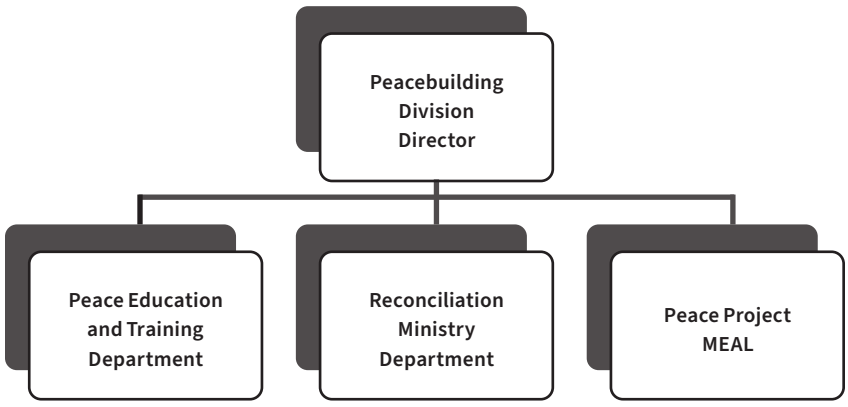 Peacebuilding
Division
Director
Peace Education
and Training
Department
Reconciliation
Ministry
Department
Peace Project
MEAL